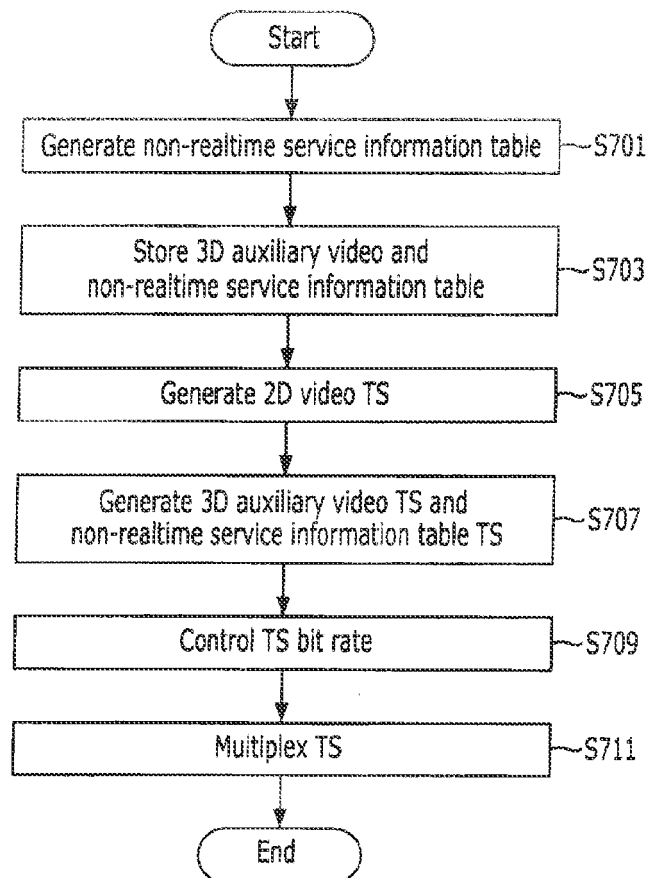 Start
Generate non-realtime service information table
S701
Store 3D auxiliary video and
non-realtime service information table
S703
Generate 2D video TS
S705
Generate 3D auxiliary video TS and
non-realtime service information table TS
S707
Control TS bit rate
S709
Multiplex TS
S711
End